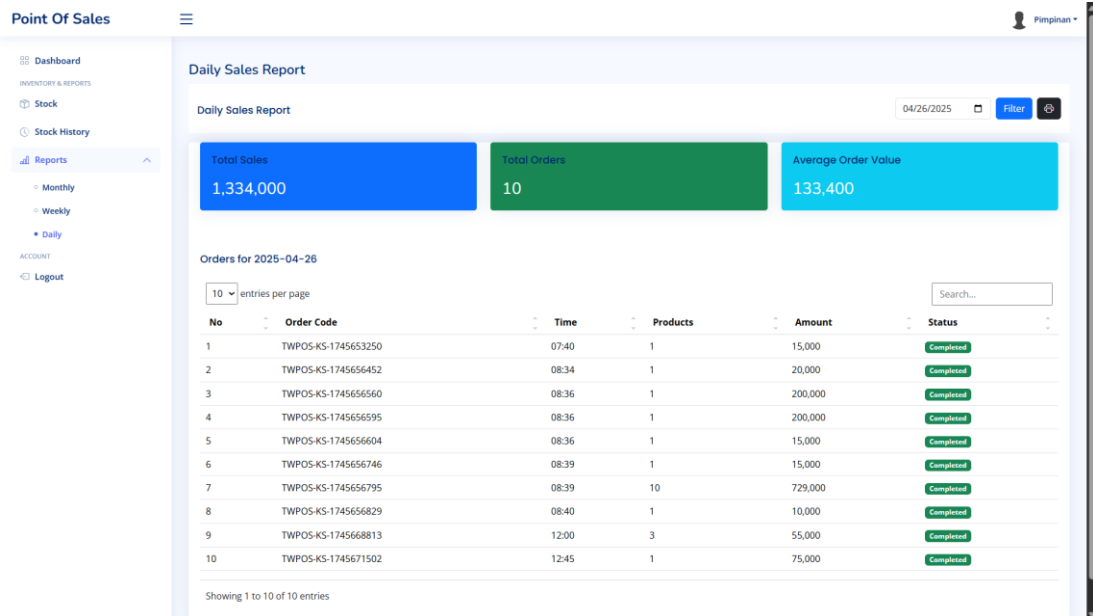 Point Of Sales
Pimpinan
Dashboard
INVENTORY & REPORTS
Stock
Stock History
Reports
Monthly
Weekly
Daily
ACCOUNT
Logout
Daily Sales Report
Daily Sales Report 04/26/2025 Filter
Total Sales Total Orders Average Order Value
1,334,000 10 133,400
Orders for 2025-04-26
10 entries per page Search...
No Order Code Time Products Amount Status
1 TWPOS-KS-1745653250 07:40 1 15,000 Completed
2 TWPOS-KS-1745656452 08:34 1 20,000 Completed
3 TWPOS-KS-1745656560 08:36 1 200,000 Completed
4 TWPOS-KS-1745656595 08:36 1 200,000 Completed
5 TWPOS-KS-1745656604 08:36 1 15,000 Completed
6 TWPOS-KS-1745656746 08:39 1 15,000 Completed
7 TWPOS-KS-1745656795 08:39 10 729,000 Completed
8 TWPOS-KS-1745656829 08:40 1 10,000 Completed
9 TWPOS-KS-1745668813 12:00 3 55,000 Completed
10 TWPOS-KS-1745671502 12:45 1 75,000 Completed
Showing 1 to 10 of 10 entries